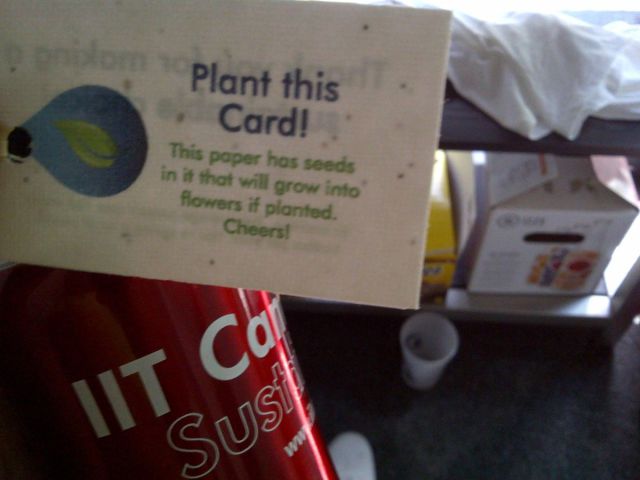 Plant this
Card!
This paper has seeds
in it that will grow into
flowers if planted.
Cheers!
IIT Ca
Sust
www